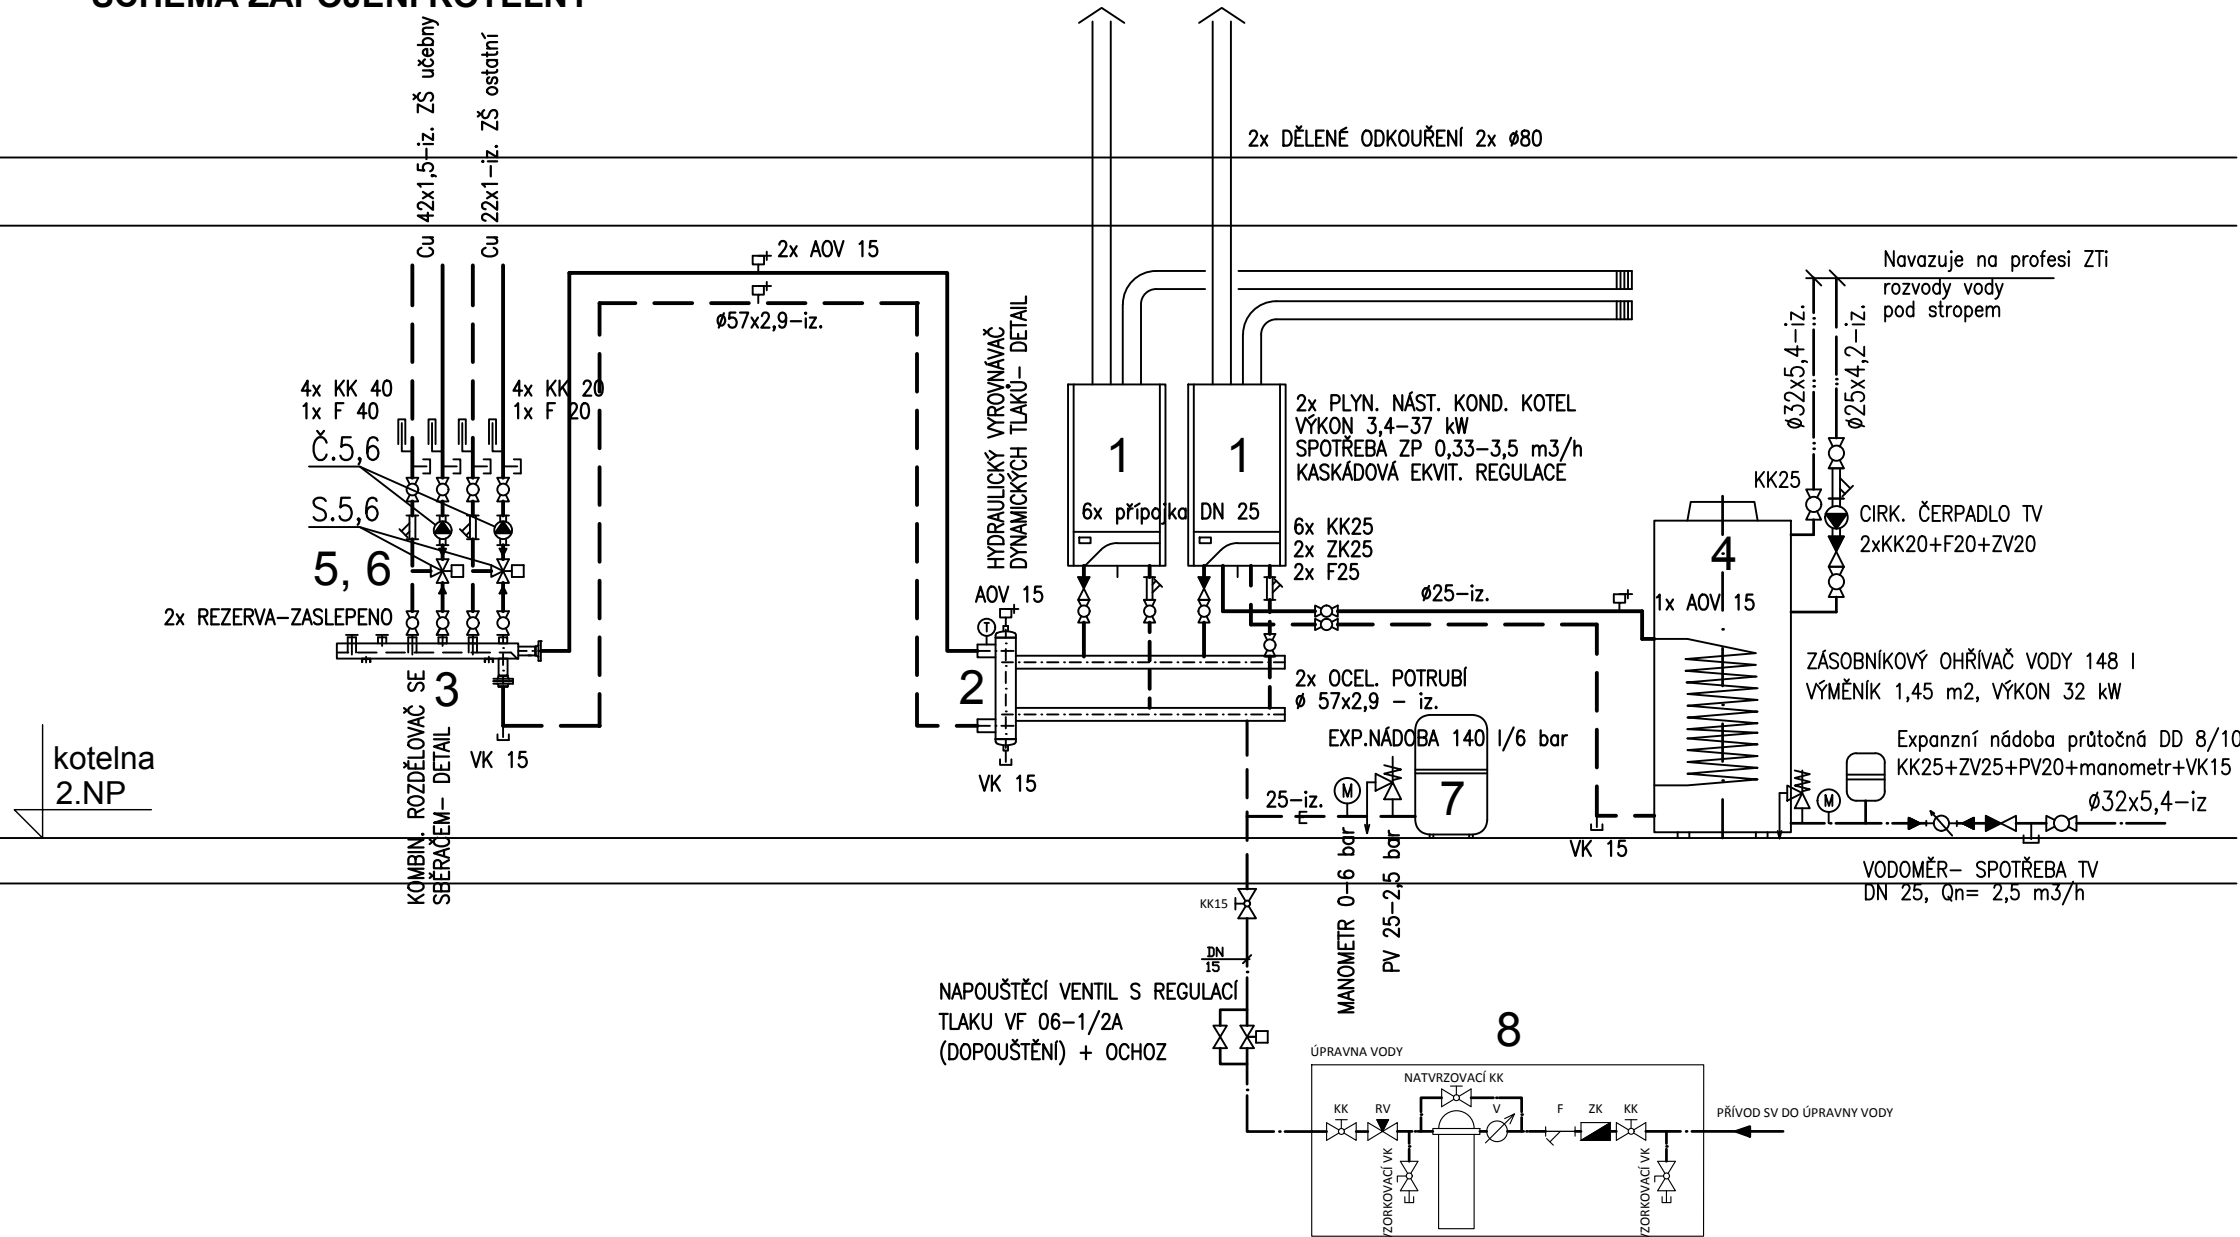 SCHÉMA ZAPOJENÍ KOTELNY
Cu 42x1,5-iz. ZŠ učebny
Cu 22x1-iz. ZŠ ostatní
2x DĚLENÉ ODKOUŘENÍ 2x ø80
2x AOV 15
ø57x2,9-iz.
Navazuje na profesi ZTi
rozvody vody
pod stropem
ø32x5,4-iz.
ø25x4,2-iz.
4x KK 40
1x F 40
4x KK 20
1x F 20
Č.5,6
S.5,6
5, 6
2x REZERVA-ZASLEPENO
3
KOMBIN. ROZDĚLOVAČ SE
SBĚRAČEM- DETAIL
VK 15
HYDRAULICKÝ VYROVNÁVAČ
DYNAMICKÝCH TLAKŮ- DETAIL
AOV 15
T
2
VK 15
1
1
6x přípojka DN 25
2x PLYN. NÁST. KOND. KOTEL
VÝKON 3,4-37 kW
SPOTŘEBA ZP 0,33-3,5 m3/h
KASKÁDOVÁ EKVIT. REGULACE
6x KK25
2x ZK25
2x F25
ø25-iz.
1x AOV 15
2x OCEL. POTRUBÍ
ø 57x2,9 - iz.
EXP.NÁDOBA 140 l/6 bar
7
25-iz.
M
MANOMETR 0-6 bar
PV 25-2,5 bar
VK 15
KK25
4
CIRK. ČERPADLO TV
2xKK20+F20+ZV20
ZÁSOBNÍKOVÝ OHŘÍVAČ VODY 148 l
VÝMĚNÍK 1,45 m2, VÝKON 32 kW
Expanzní nádoba průtočná DD 8/10
KK25+ZV25+PV20+manometr+VK15
M
ø32x5,4-iz
VODOMĚR- SPOTŘEBA TV
DN 25, Qn= 2,5 m3/h
kotelna
2.NP
KK15
DN
15
NAPOUŠTĚCÍ VENTIL S REGULACÍ
TLAKU VF 06-1/2A
(DOPOUŠTĚNÍ) + OCHOZ
8
ÚPRAVNA VODY
NATVRZOVACÍ KK
KK RV V F ZK KK
PŘÍVOD SV DO ÚPRAVNY VODY
VZORKOVACÍ VK
VZORKOVACÍ VK